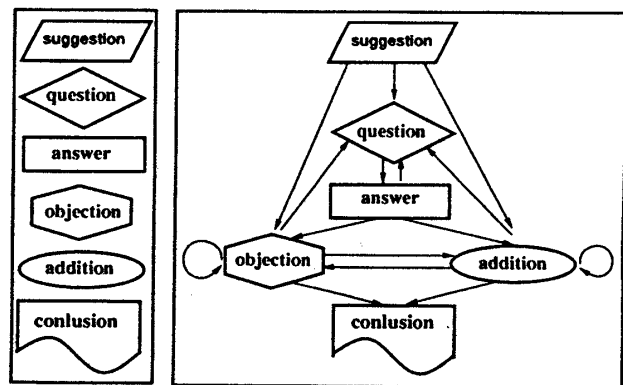 suggestion
question
answer
objection
addition
conlusion
suggestion
question
answer
objection
addition
conlusion